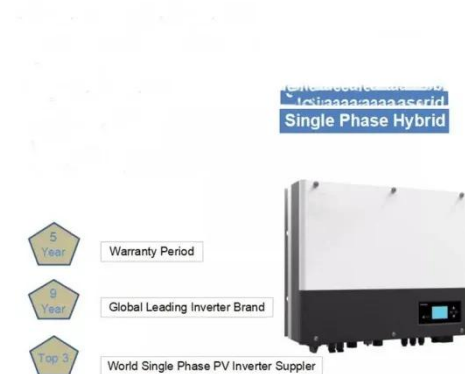 Single Phase Hybrid
5
Year
Warranty Period
9
Year
Global Leading Inverter Brand
Top 3
World Single Phase PV Inverter Suppler